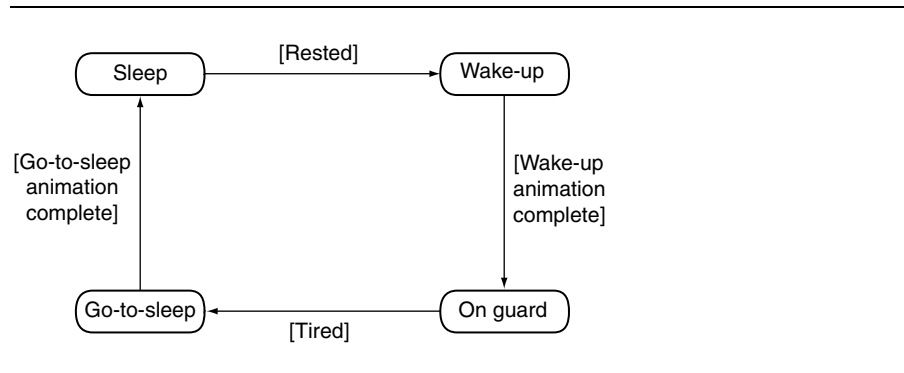 [Rested]
Sleep
Wake-up
[Go-to-sleep
animation
complete]
[Wake-up
animation
complete]
Go-to-sleep
On guard
[Tired]